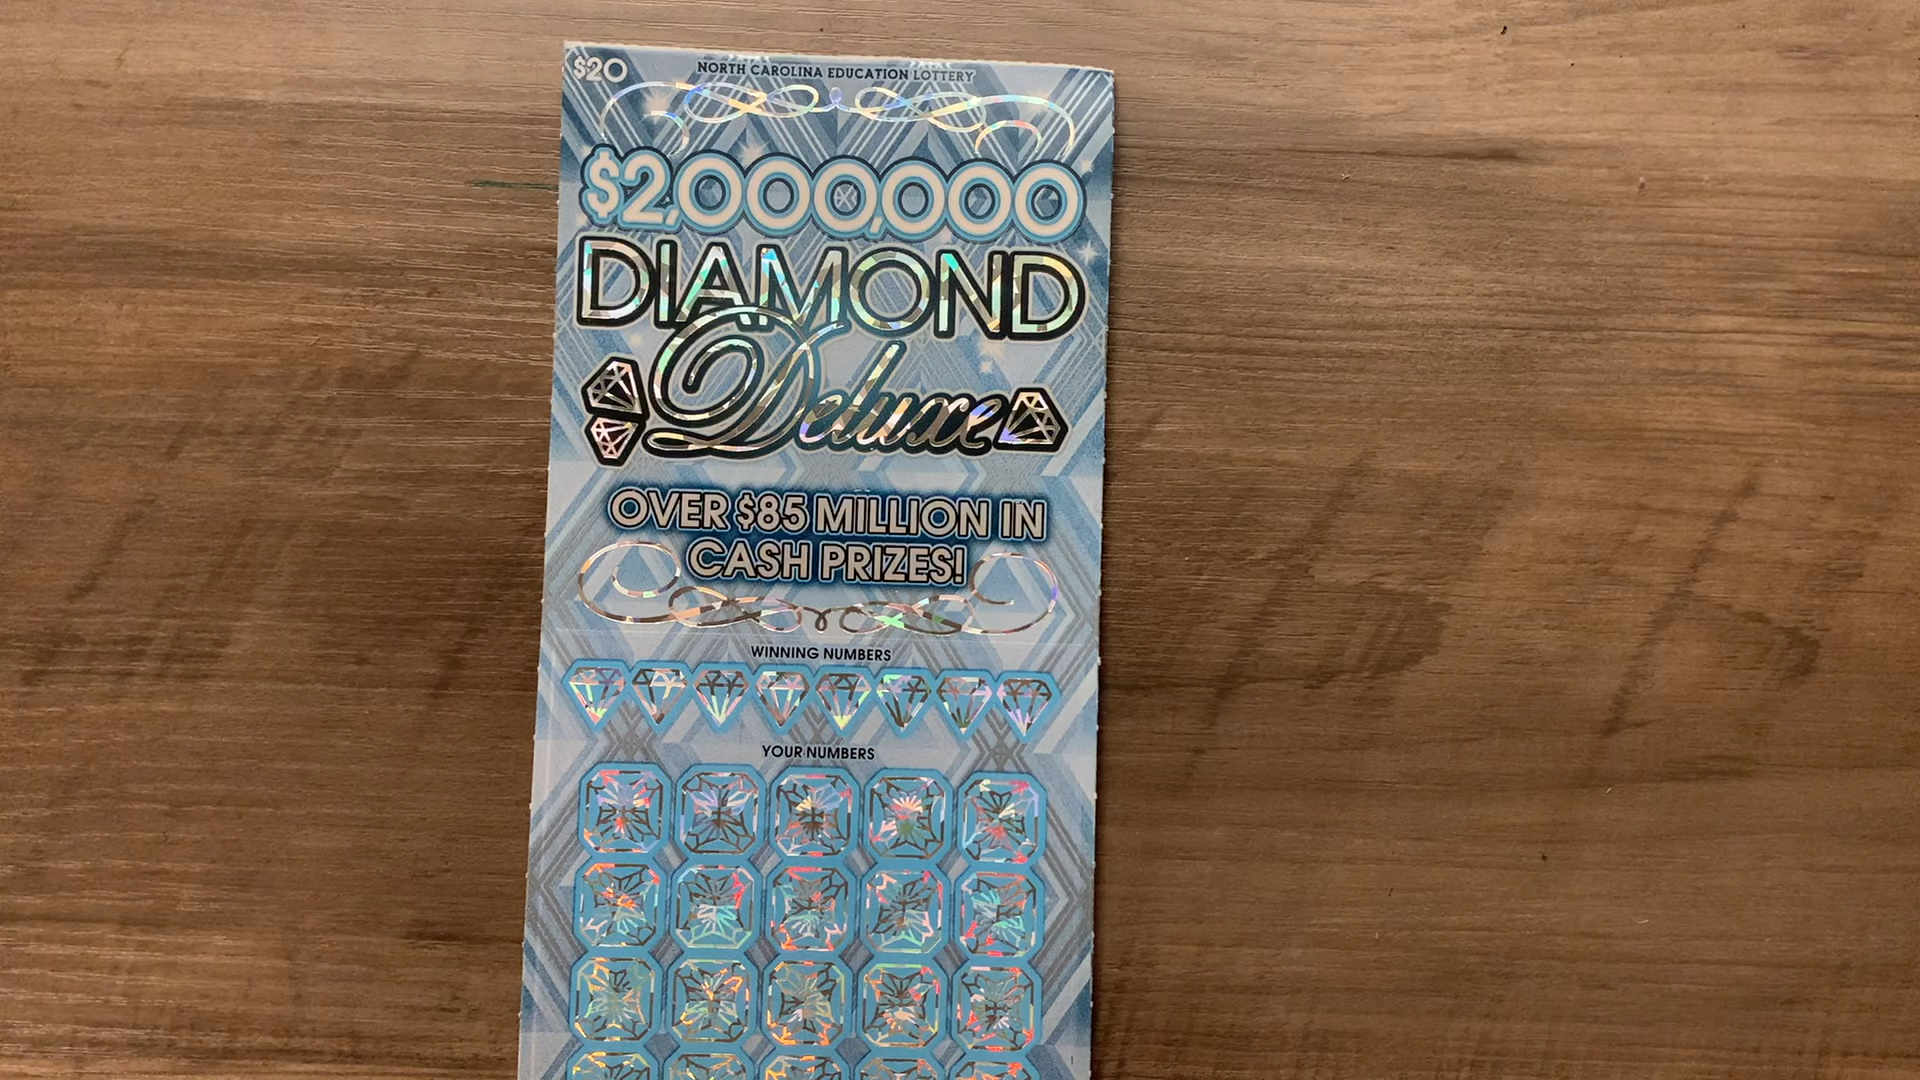 $20
NORTH CAROLINA EDUCATION LOTTERY
$2,000,000
DIAMOND
Deluxe
OVER $85 MILLION IN
CASH PRIZES!
WINNING NUMBERS
YOUR NUMBERS